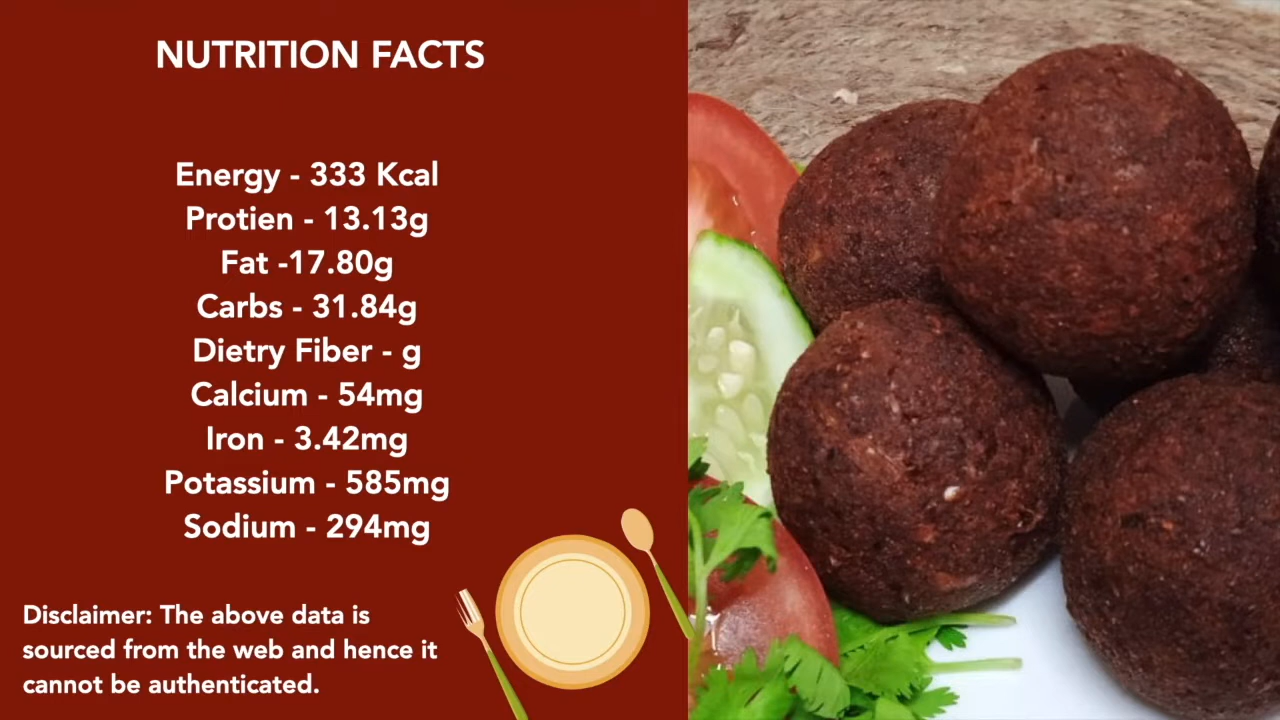 NUTRITION FACTS
Energy - 333 Kcal
Protien - 13.13g
Fat -17.80g
Carbs - 31.84g
Dietry Fiber - g
Calcium - 54mg
Iron - 3.42mg
Potassium - 585mg
Sodium - 294mg
Disclaimer: The above data is
sourced from the web and hence it
cannot be authenticated.